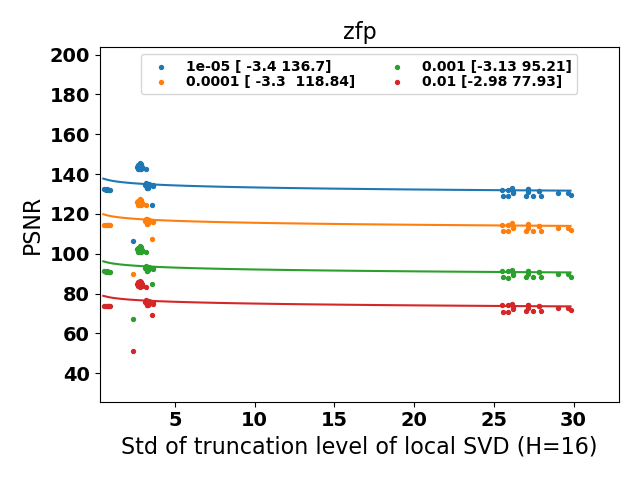 zfp
1e-05 [ -3.4 136.7]
0.0001 [ -3.3  118.84]
0.001 [-3.13 95.21]
0.01 [-2.98 77.93]
PSNR
200
180
160
140
120
100
80
60
40
5 10 15 20 25 30
Std of truncation level of local SVD (H=16)